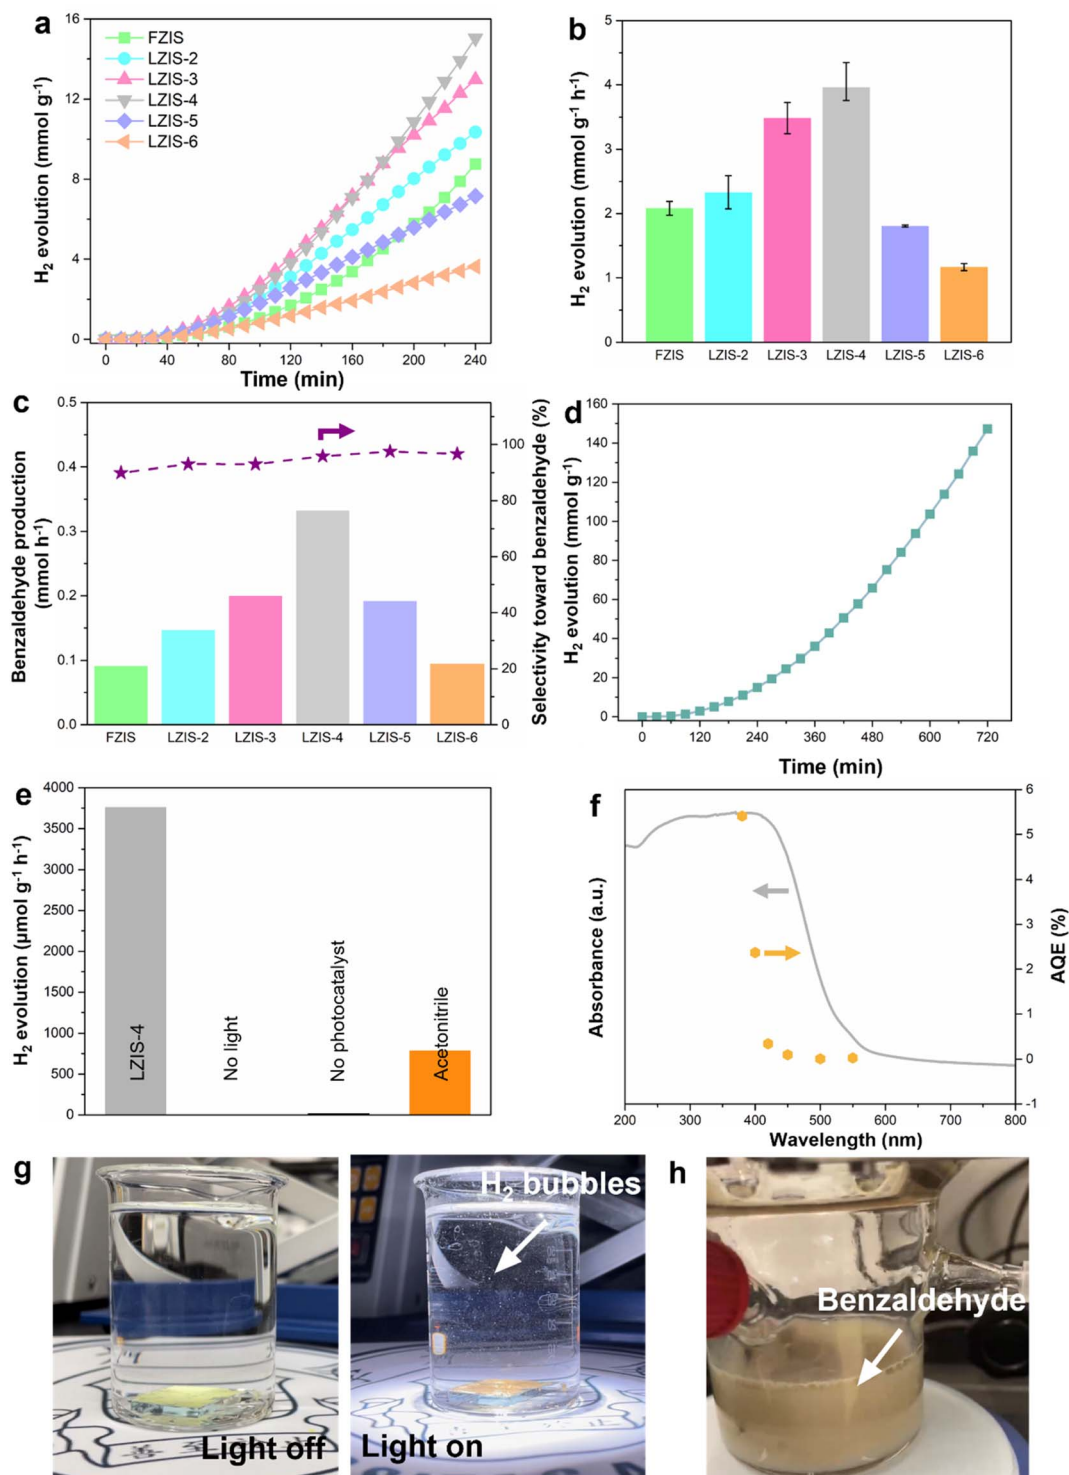 a
16
12
8
4
0
H2 evolution (mmol g-1)
FZIS
LZIS-2
LZIS-3
LZIS-4
LZIS-5
LZIS-6
0 40 80 120 160 200 240
Time (min)
b
5
4
3
2
1
0
H2 evolution (mmol g-1 h-1)
FZIS LZIS-2 LZIS-3 LZIS-4 LZIS-5 LZIS-6
c
0.5
0.4
0.3
0.2
0.1
0.0
Benzaldehyde production
(mmol h-1)
100
80
60
40
20
0
Selectivity toward benzaldehyde (%)
FZIS LZIS-2 LZIS-3 LZIS-4 LZIS-5 LZIS-6
d
160
140
120
100
80
60
40
20
0
H2 evolution (mmol g-1)
0 120 240 360 480 600 720
Time (min)
e
4000
3750
3500
3250
3000
1000
750
500
250
0
H2 evolution (μmol g-1 h-1)
LZIS-4
No light
No photocatalyst
Acetonitrile
f
Absorbance (a.u.)
6
5
4
3
2
1
0
-1
AQE (%)
200 300 400 500 600 700 800
Wavelength (nm)
g
Light off
H2 bubbles
Light on
h
Benzaldehyde